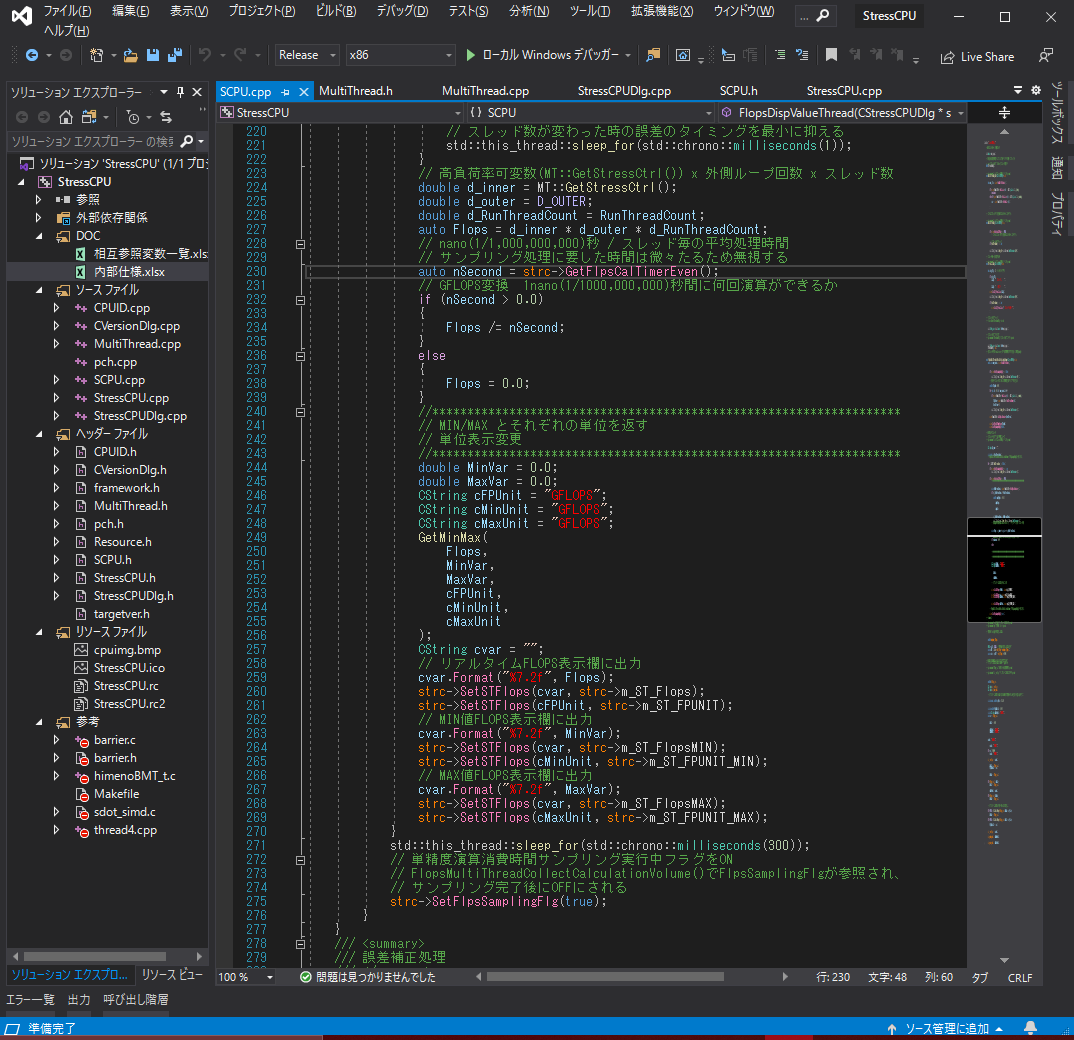 ファイル(F) 編集(E) 表示(V) プロジェクト(P) ビルド(B) デバッグ(D) テスト(S) 分析(N) ツール(T) 拡張機能(X) ウィンドウ(W) ... StressCPU
ヘルプ(H)
Release x86 ローカル Windows デバッガー Live Share
ソリューション エクスプローラー
ソリューション エクスプローラー の検索
ソリューション 'StressCPU' (1/1 プロ
StressCPU
参照
外部依存関係
DOC
相互参照変数一覧.xls
内部仕様.xlsx
ソース ファイル
CPUID.cpp
CVersionDlg.cpp
MultiThread.cpp
pch.cpp
SCPU.cpp
StressCPU.cpp
StressCPUDlg.cpp
ヘッダー ファイル
CPUID.h
CVersionDlg.h
framework.h
MultiThread.h
pch.h
Resource.h
SCPU.h
StressCPU.h
StressCPUDlg.h
targetver.h
リソース ファイル
cpuimg.bmp
StressCPU.ico
StressCPU.rc
StressCPU.rc2
参考
barrier.c
barrier.h
himenoBMT_t.c
Makefile
sdot_simd.c
thread4.cpp
ソリューション エクスプロ... リソース ビュー
SCPU.cpp MultiThread.h MultiThread.cpp StressCPUDlg.cpp SCPU.h StressCPU.cpp
StressCPU {} SCPU FlopsDispValueThread(CStressCPUDlg * s
220 // スレッド数が変わった時の誤差のタイミングを最小に抑える
221 std::this_thread::sleep_for(std::chrono::milliseconds(1));
222 }
223 // 高負荷率可変数(MT::GetStressCtrl()) x 外側ループ回数 x スレッド数
224 double d_inner = MT::GetStressCtrl();
225 double d_outer = D_OUTER;
226 double d_RunThreadCount = RunThreadCount;
227 auto Flops = d_inner * d_outer * d_RunThreadCount;
228 // nano(1/1,000,000,000)秒 / スレッド毎の平均処理時間
229 // サンプリング処理に要した時間は微々たるため無視する
230 auto nSecond = strc->GetFlpsCalTimerEven();
231 // GFLOPS変換 1nano(1/1000,000,000)秒間に何回演算ができるか
232 if (nSecond > 0.0)
233 {
234 Flops /= nSecond;
235 }
236 else
237 {
238 Flops = 0.0;
239 }
240 //*******************************************************************
241 // MIN/MAX とそれぞれの単位を返す
242 // 単位表示変更
243 //*******************************************************************
244 double MinVar = 0.0;
245 double MaxVar = 0.0;
246 CString cFPUnit = "GFLOPS";
247 CString cMinUnit = "GFLOPS";
248 CString cMaxUnit = "GFLOPS";
249 GetMinMax(
250 Flops,
251 MinVar,
252 MaxVar,
253 cFPUnit,
254 cMinUnit,
255 cMaxUnit
256 );
257 CString cvar = "";
258 // リアルタイムFLOPS表示欄に出力
259 cvar.Format("%7.2f", Flops);
260 strc->SetSTFlops(cvar, strc->m_ST_Flops);
261 strc->SetSTFlops(cFPUnit, strc->m_ST_FPUNIT);
262 // MIN値FLOPS表示欄に出力
263 cvar.Format("%7.2f", MinVar);
264 strc->SetSTFlops(cvar, strc->m_ST_FlopsMIN);
265 strc->SetSTFlops(cMinUnit, strc->m_ST_FPUNIT_MIN);
266 // MAX値FLOPS表示欄に出力
267 cvar.Format("%7.2f", MaxVar);
268 strc->SetSTFlops(cvar, strc->m_ST_FlopsMAX);
269 strc->SetSTFlops(cMaxUnit, strc->m_ST_FPUNIT_MAX);
270 }
271 std::this_thread::sleep_for(std::chrono::milliseconds(300));
272 // 単精度演算消費時間サンプリング実行中フラグをON
273 // FlopsMultiThreadCollectCalculationVolume()でFlpsSamplingFlgが参照され、
274 // サンプリング完了後にOFFにされる
275 strc->SetFlpsSamplingFlg(true);
276 }
277 }
278 /// <summary>
279 /// 誤差補正処理
100 % 問題は見つかりませんでした 行: 230 文字: 48 列: 60 タブ CRLF
ツールボックス
通知
プロパティ
エラー一覧 出力 呼び出し階層
準備完了 ソース管理に追加